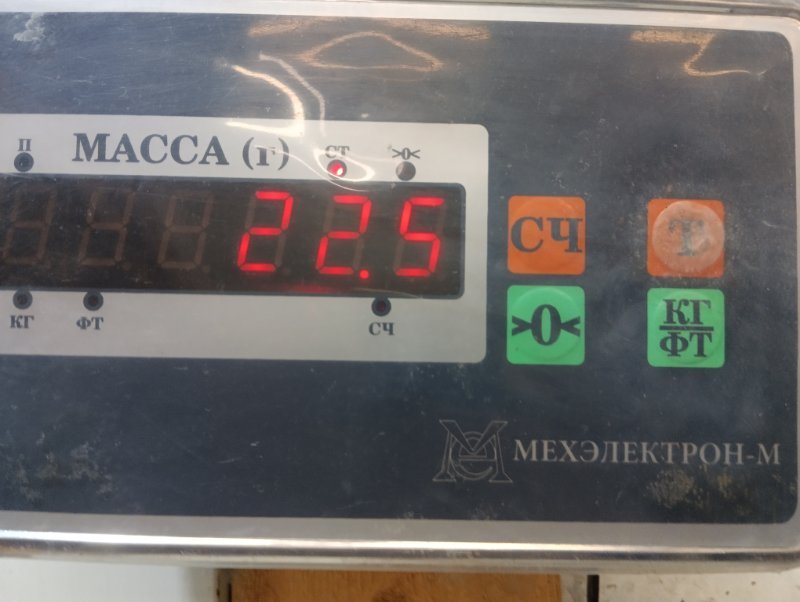 П МАССА (г) СТ >0<
22.5
КГ ФТ СЧ
СЧ Т
>0< КГ
ФТ
МЕХЭЛЕКТРОН-М